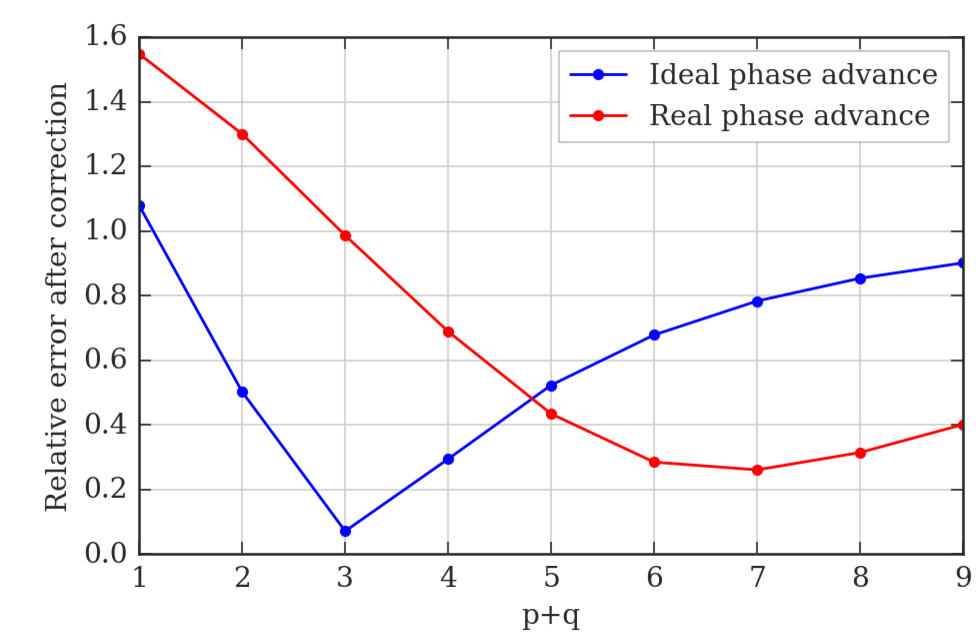 1.6
1.4
1.2
1.0
0.8
0.6
0.4
0.2
0.0
Relative error after correction
Ideal phase advance
Real phase advance
1 2 3 4 5 6 7 8 9
p+q